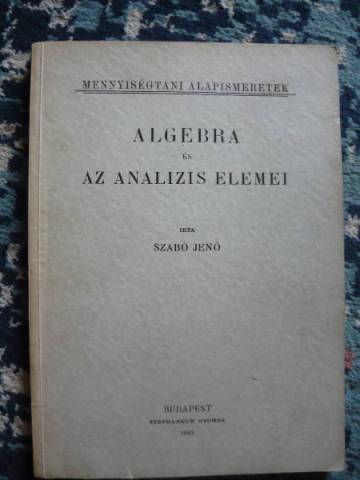 MENNYISÉGTANI ALAPISMERETEK
ALGEBRA
ÉS
AZ ANALIZIS ELEMEI
IRTA
SZABÓ JENŐ
BUDAPEST
STEPHANEUM NYOMDA